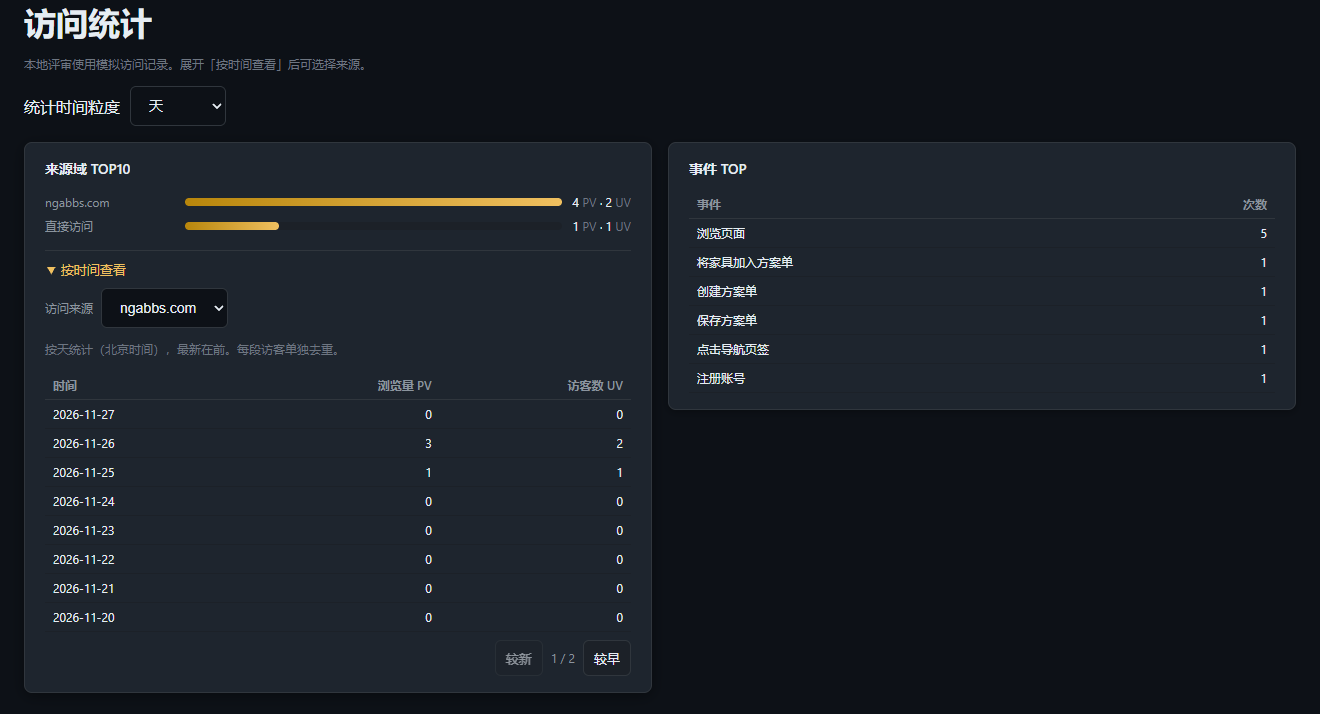 访问统计
本地评审使用模拟访问记录。展开「按时间查看」后可选择来源。
统计时间粒度 天
来源域 TOP10
ngabbs.com 4 PV · 2 UV
直接访问 1 PV · 1 UV
▼ 按时间查看
访问来源 ngabbs.com
按天统计（北京时间），最新在前。每段访客单独去重。
时间 浏览量 PV 访客数 UV
2026-11-27 0 0
2026-11-26 3 2
2026-11-25 1 1
2026-11-24 0 0
2026-11-23 0 0
2026-11-22 0 0
2026-11-21 0 0
2026-11-20 0 0
较新 1 / 2 较早
事件 TOP
事件 次数
浏览页面 5
将家具加入方案单 1
创建方案单 1
保存方案单 1
点击导航页签 1
注册账号 1